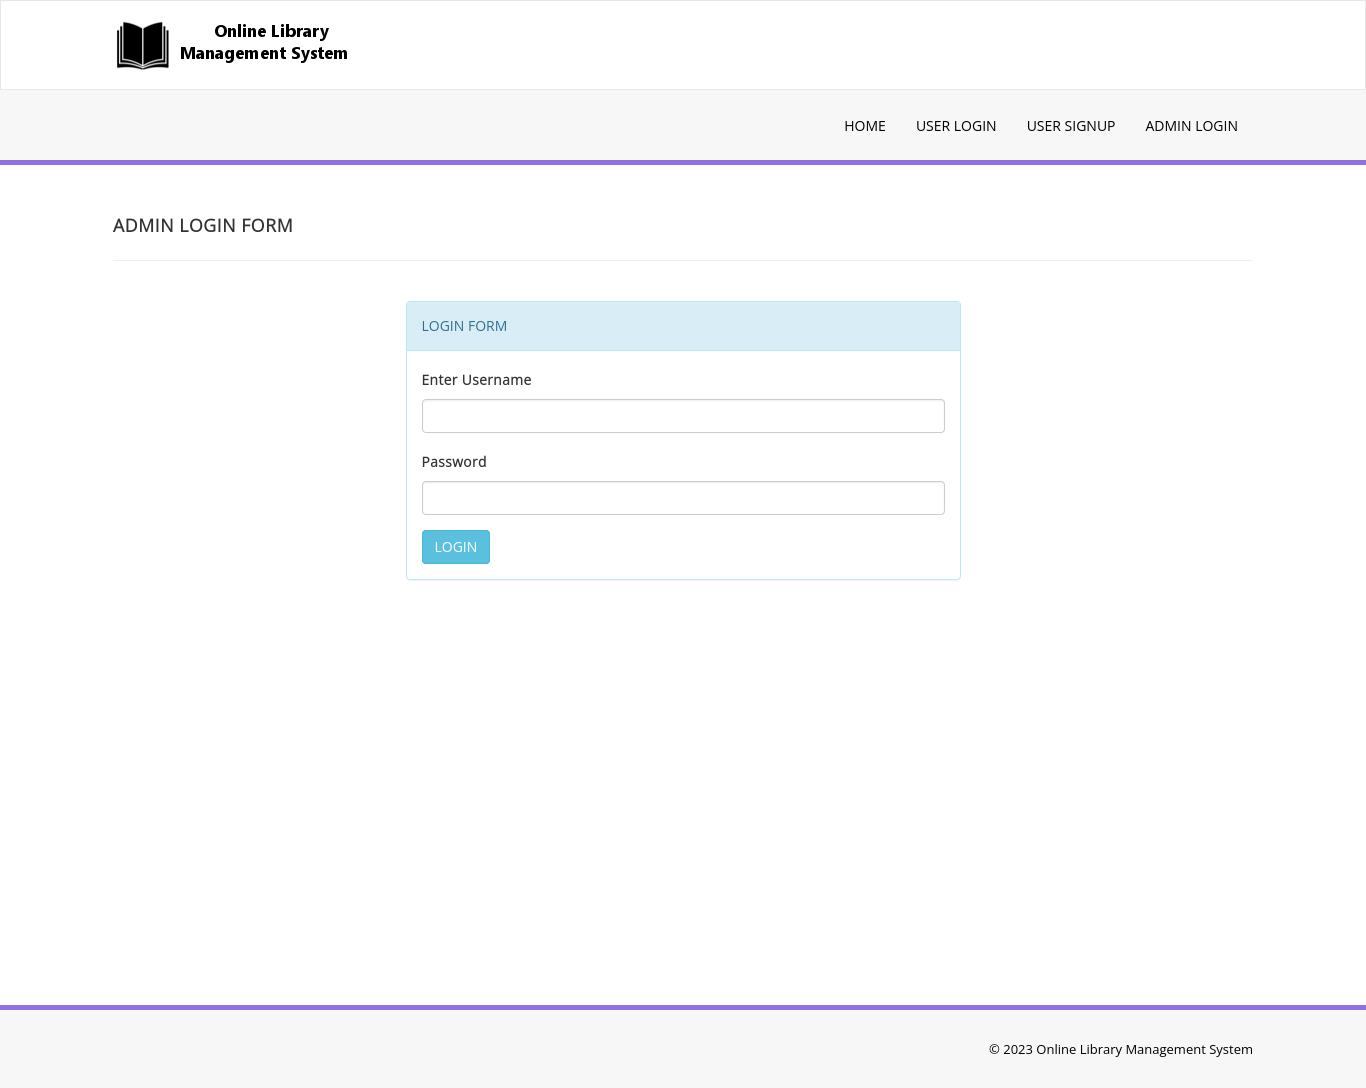 Online Library
Management System
HOME USER LOGIN USER SIGNUP ADMIN LOGIN
ADMIN LOGIN FORM
LOGIN FORM
Enter Username
Password
LOGIN
© 2023 Online Library Management System